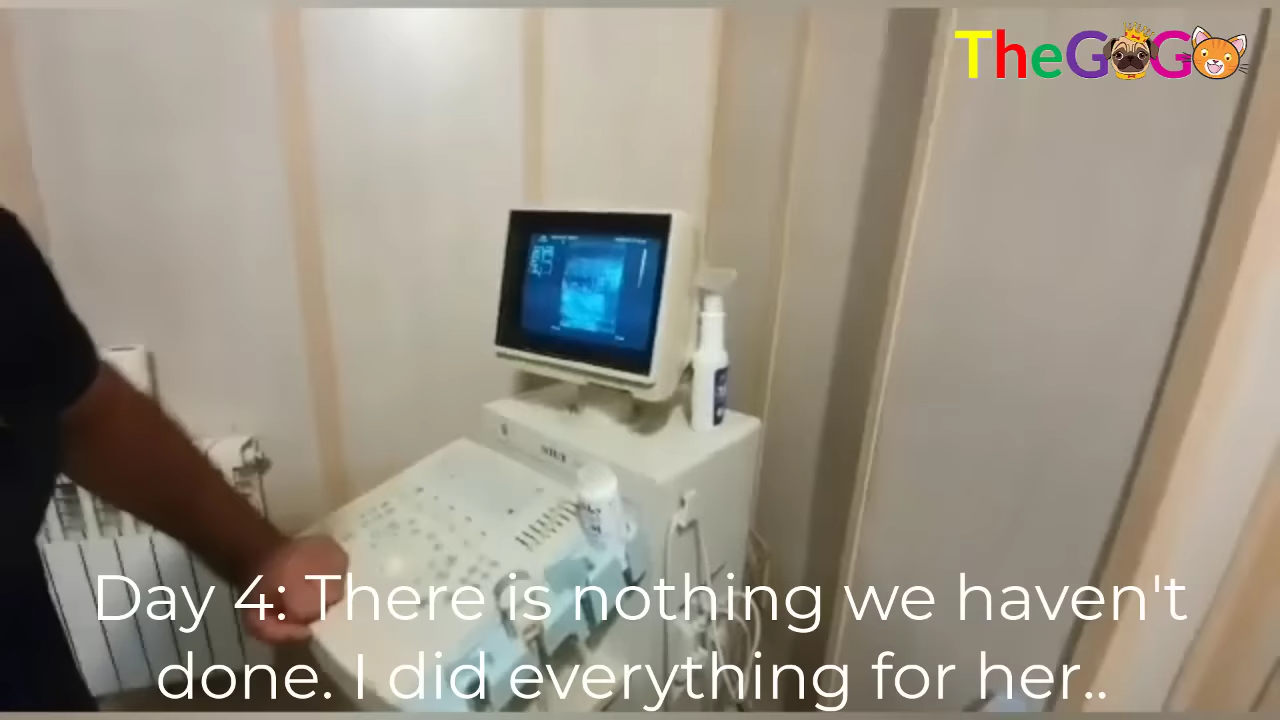 TheGoGo
Day 4: There is nothing we haven't
done. I did everything for her..